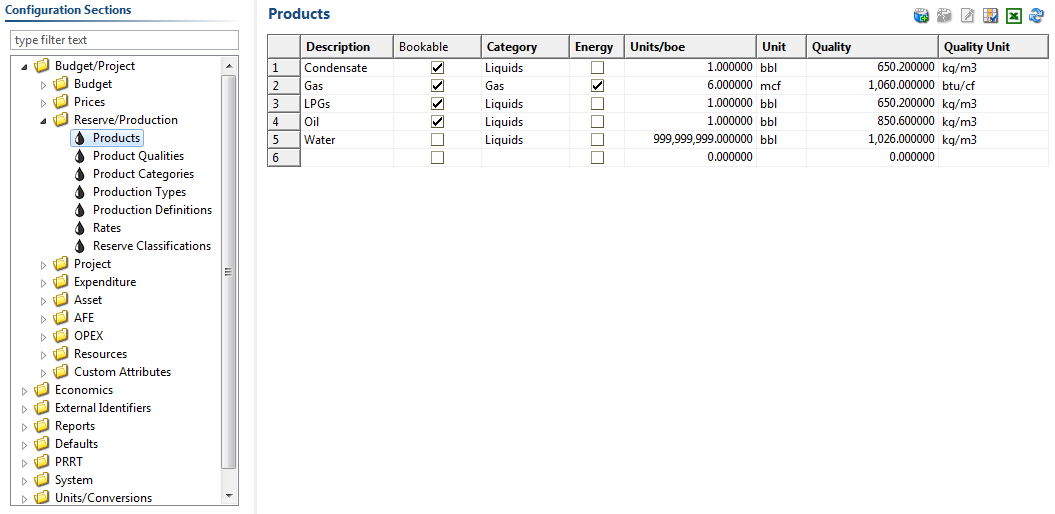 Configuration Sections
type filter text
Budget/Project
Budget
Prices
Reserve/Production
Products
Product Qualities
Product Categories
Production Types
Production Definitions
Rates
Reserve Classifications
Project
Expenditure
Asset
AFE
OPEX
Resources
Custom Attributes
Economics
External Identifiers
Reports
Defaults
PRRT
System
Units/Conversions
Products
Description Bookable Category Energy Units/boe Unit Quality Quality Unit
1 Condensate Liquids 1.000000 bbl 650.200000 kg/m3
2 Gas Gas 6.000000 mcf 1,060.000000 btu/cf
3 LPGs Liquids 1.000000 bbl 650.200000 kg/m3
4 Oil Liquids 1.000000 bbl 850.600000 kg/m3
5 Water Liquids 999,999,999.000000 bbl 1,026.000000 kg/m3
6 0.000000 0.000000